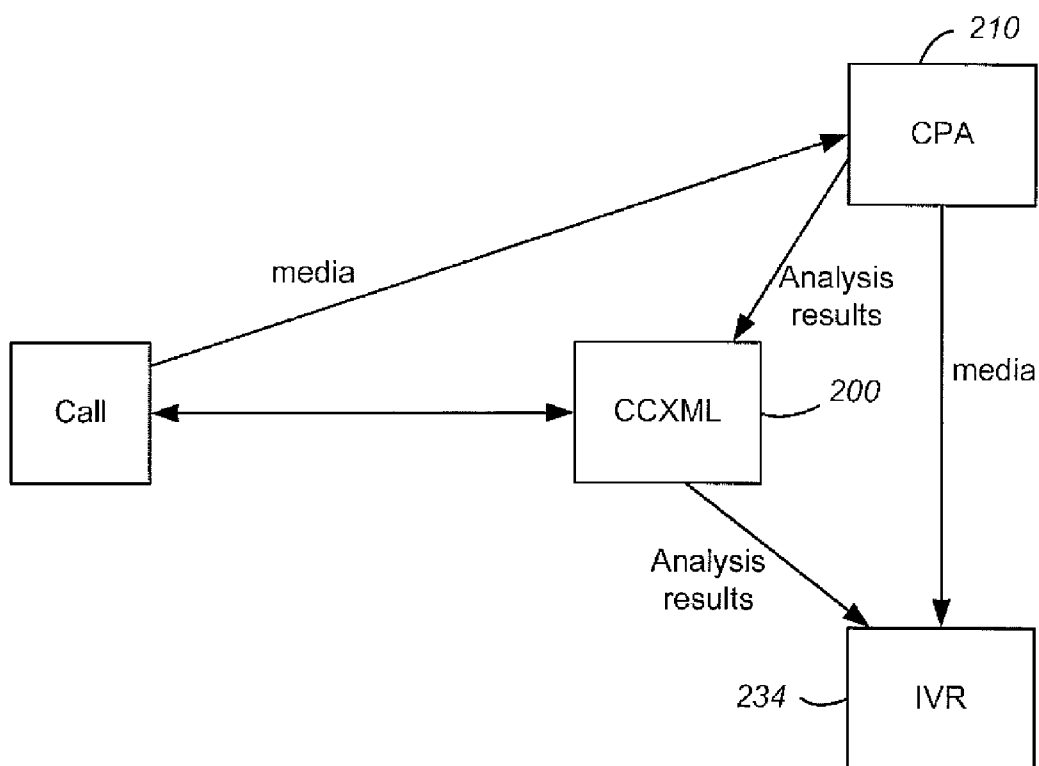 210
CPA
media
Analysis
results
Call
CCXML
200
media
Analysis
results
234
IVR